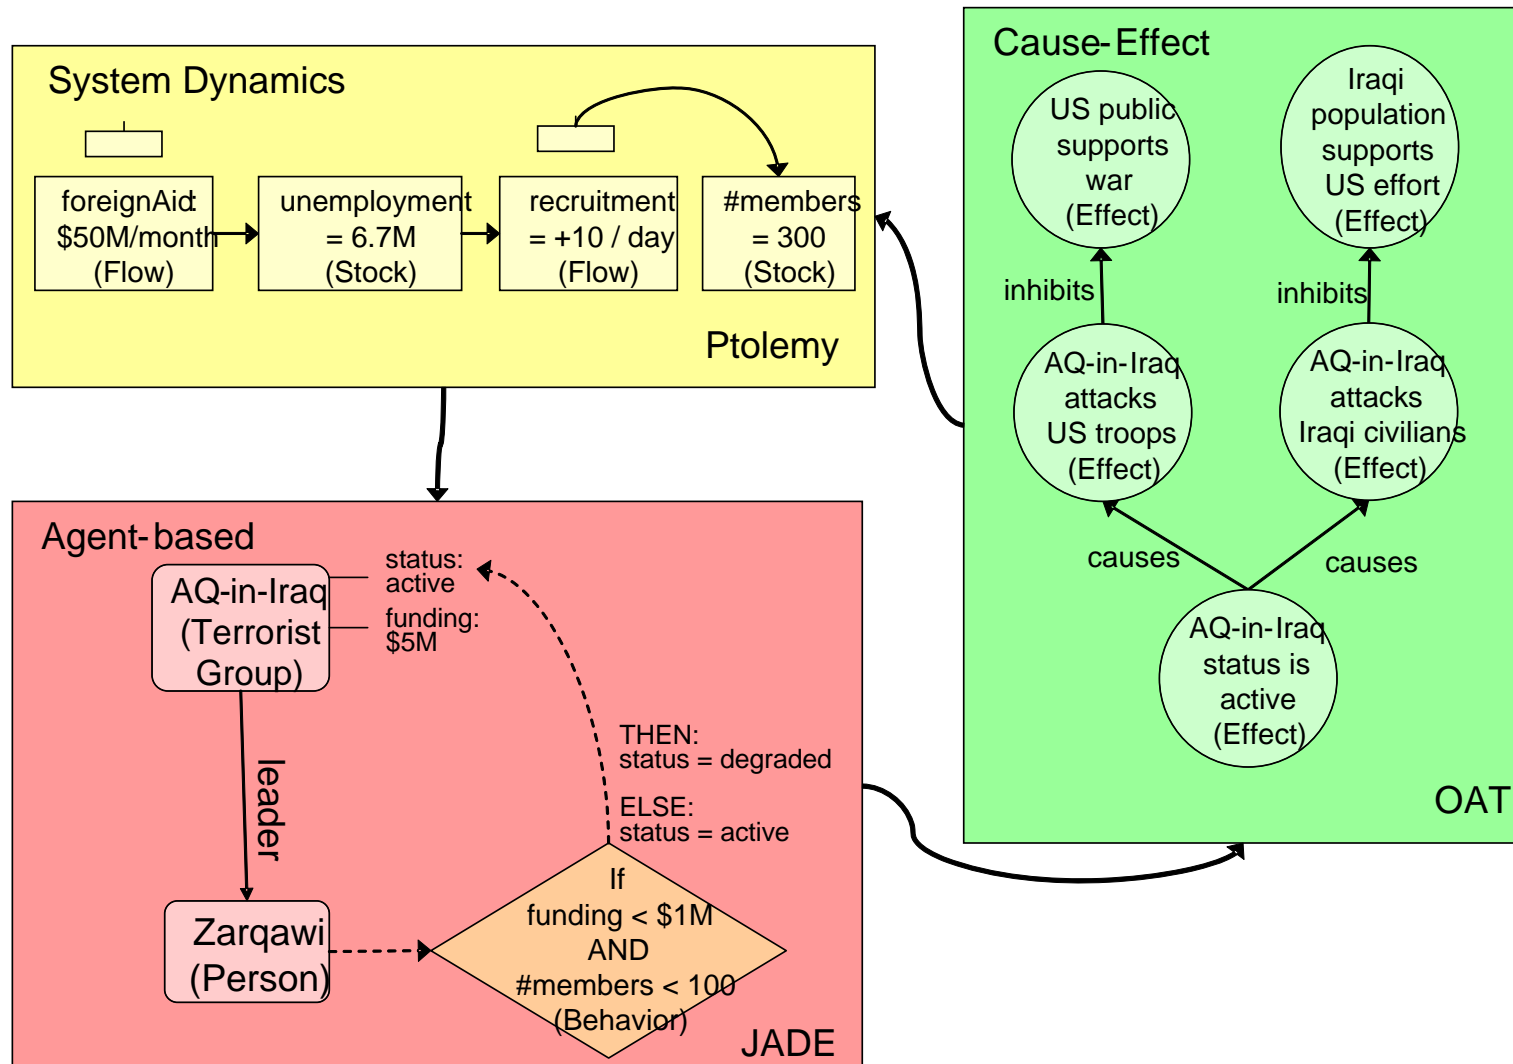 System Dynamics
foreignAid:
$50M/month
(Flow)
unemployment
= 6.7M
(Stock)
recruitment
= +10 / day
(Flow)
#members
= 300
(Stock)
Ptolemy
Cause-Effect
US public
supports
war
(Effect)
Iraqi
population
supports
US effort
(Effect)
inhibits
inhibits
AQ-in-Iraq
attacks
US troops
(Effect)
AQ-in-Iraq
attacks
Iraqi civilians
(Effect)
causes
causes
AQ-in-Iraq
status is
active
(Effect)
OAT
Agent-based
AQ-in-Iraq
(Terrorist
Group)
status:
active
funding:
$5M
leader
THEN:
status = degraded
ELSE:
status = active
Zarqawi
(Person)
If
funding < $1M
AND
#members < 100
(Behavior)
JADE